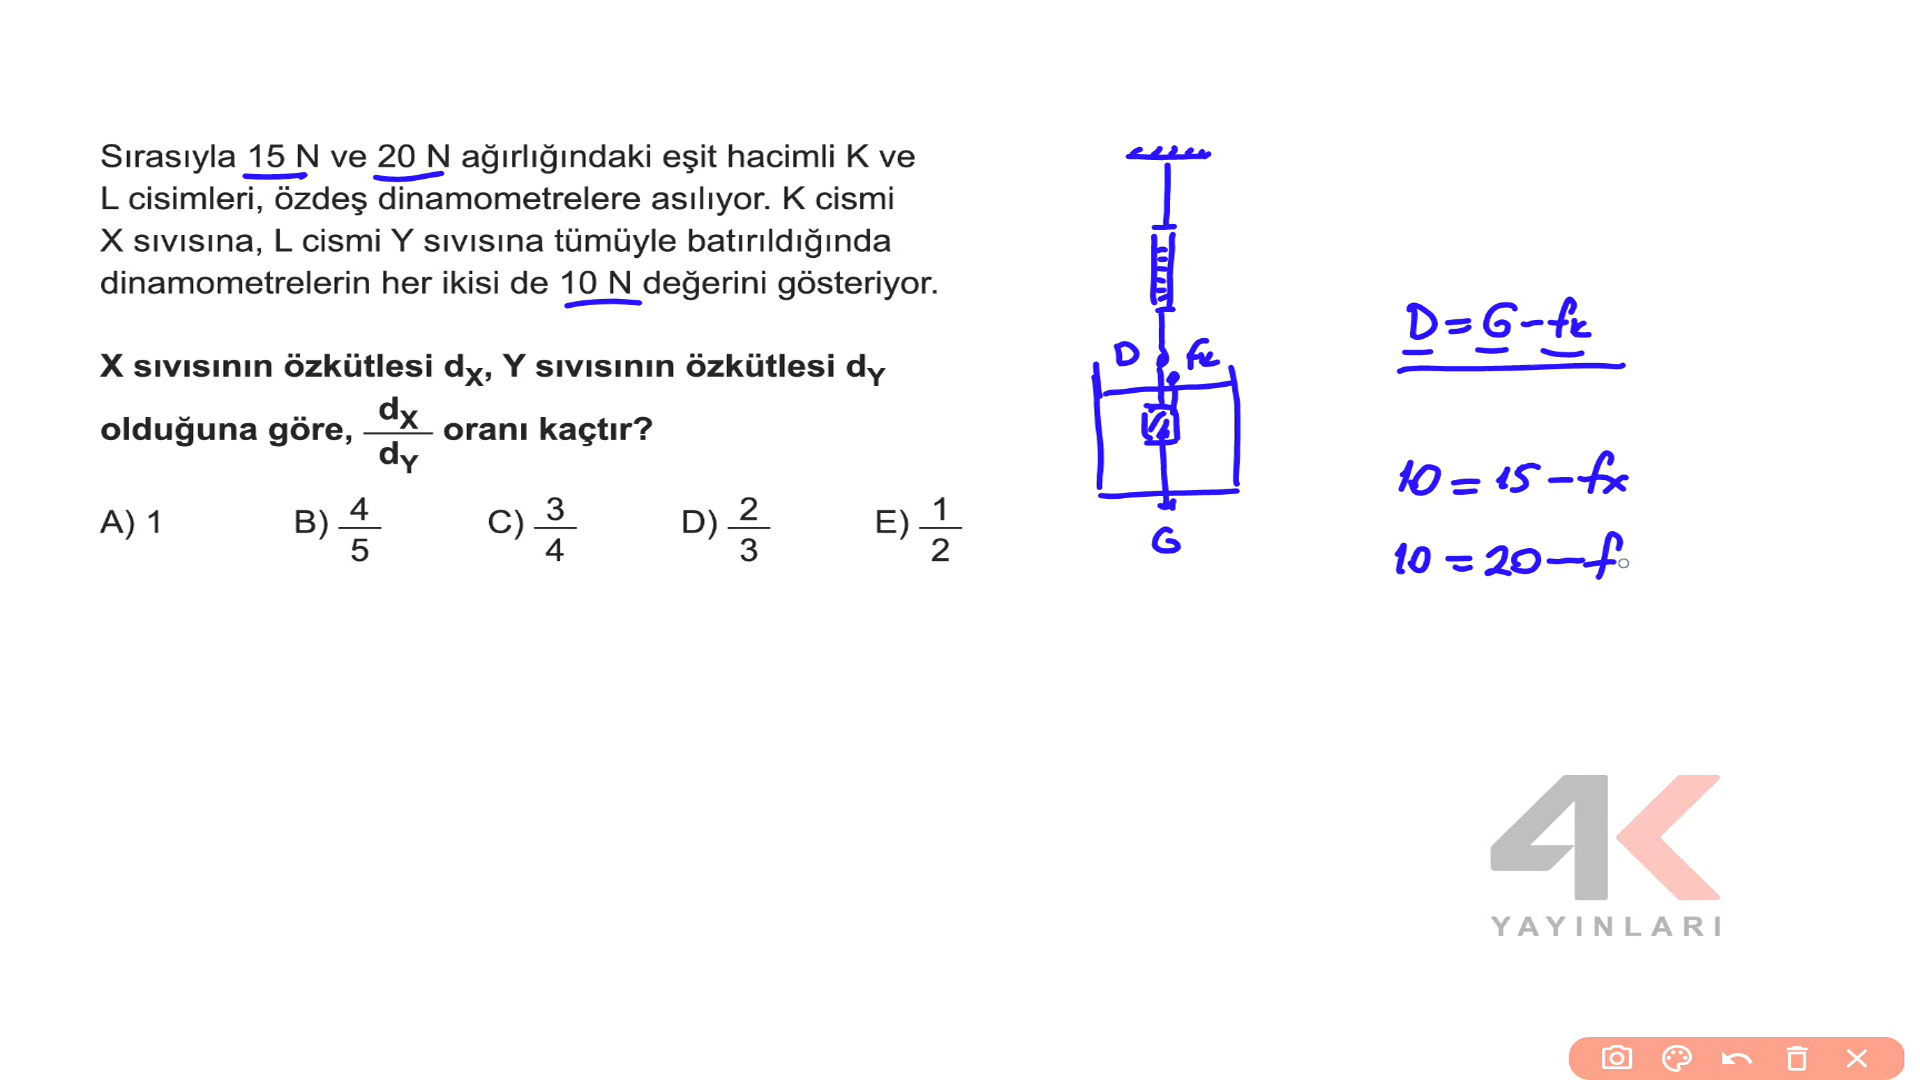 Sırasıyla 15 N ve 20 N ağırlığındaki eşit hacimli K ve
L cisimleri, özdeş dinamometrelere asılıyor. K cismi
X sıvısına, L cismi Y sıvısına tümüyle batırıldığında
dinamometrelerin her ikisi de 10 N değerini gösteriyor.
X sıvısının özkütlesi dX, Y sıvısının özkütlesi dY
olduğuna göre, dX/dY oranı kaçtır?
A) 1 B) 4/5 C) 3/4 D) 2/3 E) 1/2
D fk
G
D = G - fk
10 = 15 - fx
10 = 20 - f
4K
YAYINLARI